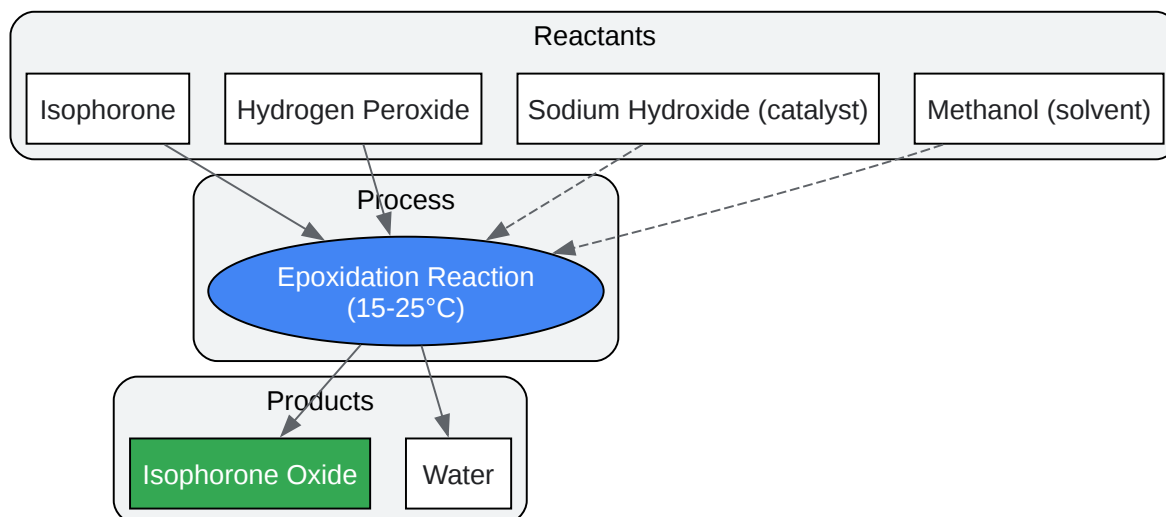 Reactants
Isophorone
Hydrogen Peroxide
Sodium Hydroxide (catalyst)
Methanol (solvent)
Process
Epoxidation Reaction
(15-25°C)
Products
Isophorone Oxide
Water